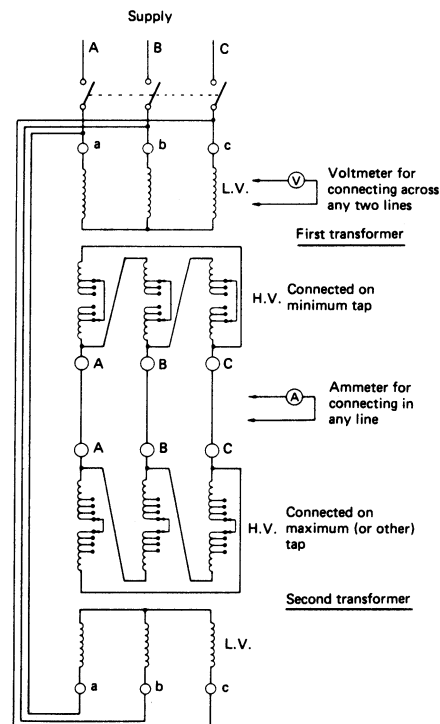 Supply
A B C
a b c
L.V.
V
Voltmeter for
connecting across
any two lines
First transformer
H.V.
Connected on
minimum tap
A B C
A
Ammeter for
connecting in
any line
A B C
H.V.
Connected on
maximum (or other)
tap
Second transformer
L.V.
a b c